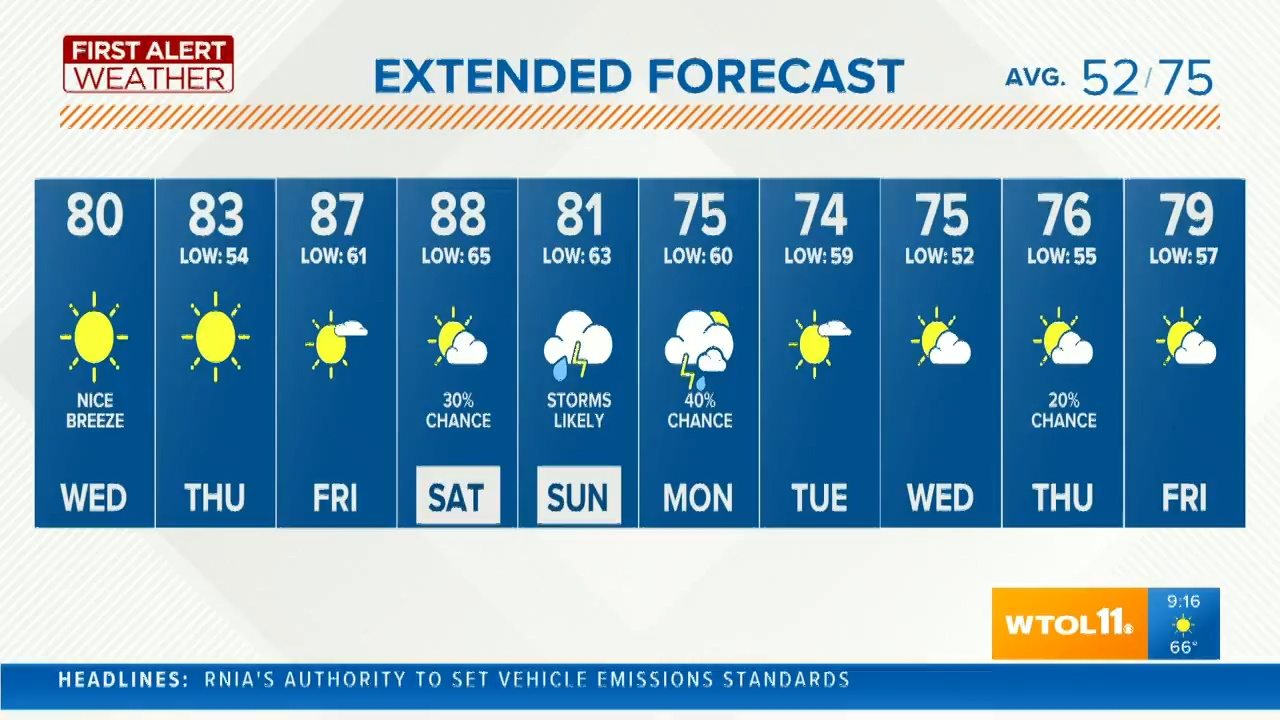 FIRST ALERT
WEATHER
EXTENDED FORECAST
AVG. 52/75
80 83 87 88 81 75 74 75 76 79
LOW: 54 LOW: 61 LOW: 65 LOW: 63 LOW: 60 LOW: 59 LOW: 52 LOW: 55 LOW: 57
NICE BREEZE
30% CHANCE
STORMS LIKELY
40% CHANCE
20% CHANCE
WED THU FRI SAT SUN MON TUE WED THU FRI
WTOL11
9:16
66°
HEADLINES: RNIA'S AUTHORITY TO SET VEHICLE EMISSIONS STANDARDS